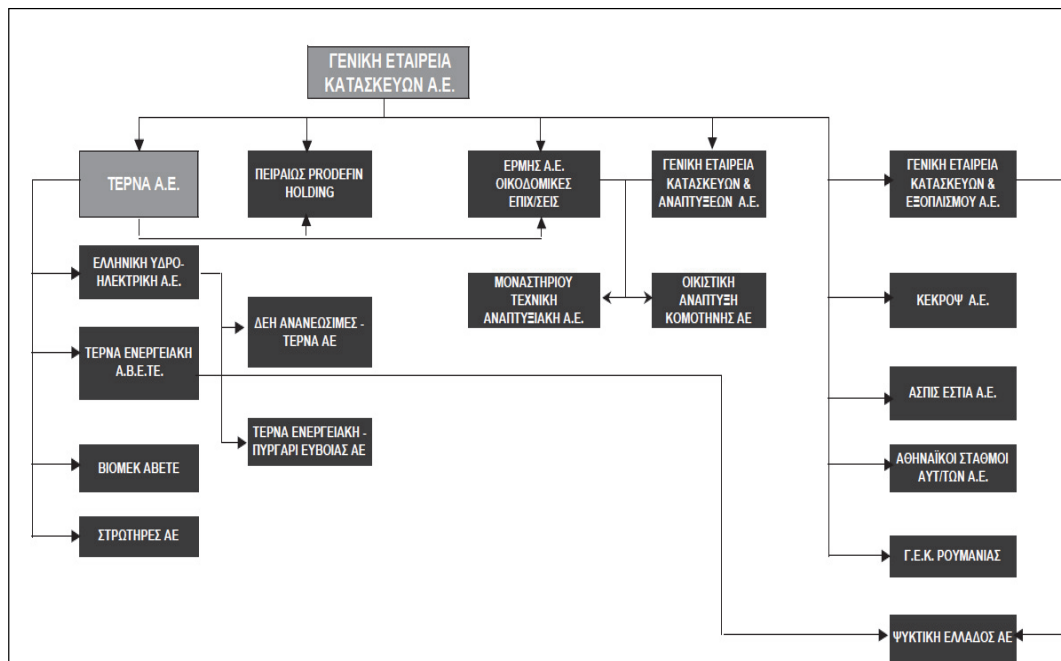 ΓΕΝΙΚΗ ΕΤΑΙΡΕΙΑ
ΚΑΤΑΣΚΕΥΩΝ Α.Ε.
ΤΕΡΝΑ Α.Ε.
ΠΕΙΡΑΙΩΣ PRODEFIN
HOLDING
ΕΡΜΗΣ Α.Ε.
ΟΙΚΟΔΟΜΙΚΕΣ
ΕΠΙΧ/ΣΕΙΣ
ΓΕΝΙΚΗ ΕΤΑΙΡΕΙΑ
ΚΑΤΑΣΚΕΥΩΝ &
ΑΝΑΠΤΥΞΕΩΝ Α.Ε.
ΓΕΝΙΚΗ ΕΤΑΙΡΕΙΑ
ΚΑΤΑΣΚΕΥΩΝ &
ΕΞΟΠΛΙΣΜΟΥ Α.Ε.
ΕΛΛΗΝΙΚΗ ΥΔΡΟ-
ΗΛΕΚΤΡΙΚΗ Α.Ε.
ΜΟΝΑΣΤΗΡΙΟΥ
ΤΕΧΝΙΚΗ
ΑΝΑΠΤΥΞΙΑΚΗ Α.Ε.
ΟΙΚΙΣΤΙΚΗ
ΑΝΑΠΤΥΞΗ
ΚΟΜΟΤΗΝΗΣ ΑΕ
ΚΕΚΡΟΨ Α.Ε.
ΔΕΗ ΑΝΑΝΕΩΣΙΜΕΣ -
ΤΕΡΝΑ ΑΕ
ΤΕΡΝΑ ΕΝΕΡΓΕΙΑΚΗ
Α.Β.Ε.ΤΕ.
ΑΣΠΙΣ ΕΣΤΙΑ Α.Ε.
ΤΕΡΝΑ ΕΝΕΡΓΕΙΑΚΗ -
ΠΥΡΓΑΡΙ ΕΥΒΟΙΑΣ ΑΕ
ΒΙΟΜΕΚ ΑΒΕΤΕ
ΑΘΗΝΑΪΚΟΙ ΣΤΑΘΜΟΙ
ΑΥΤ/ΤΩΝ Α.Ε.
ΣΤΡΩΤΗΡΕΣ ΑΕ
Γ.Ε.Κ. ΡΟΥΜΑΝΙΑΣ
ΨΥΚΤΙΚΗ ΕΛΛΑΔΟΣ ΑΕ